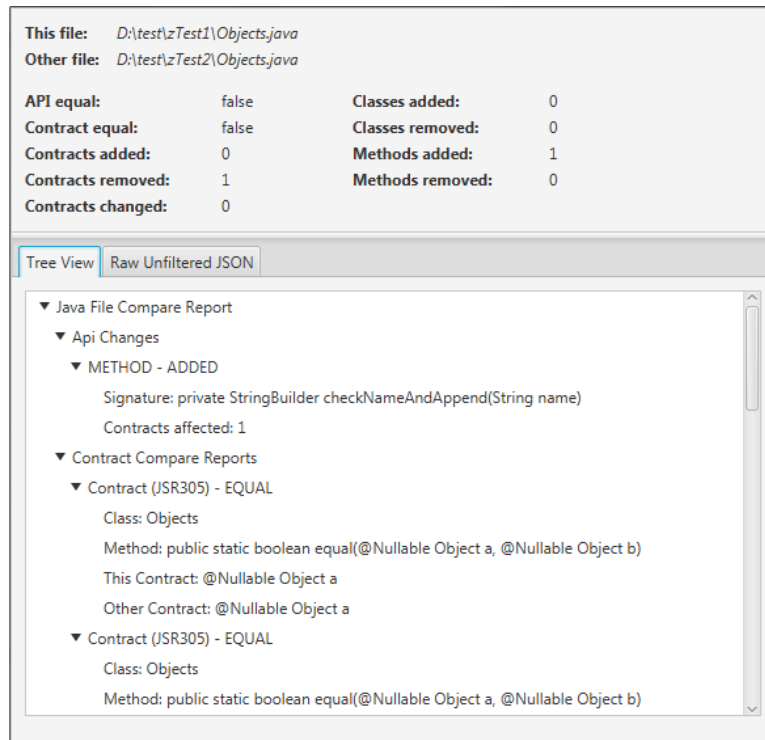 This file: D:\test\zTest1\Objects.java
Other file: D:\test\zTest2\Objects.java
API equal: false Classes added: 0
Contract equal: false Classes removed: 0
Contracts added: 0 Methods added: 1
Contracts removed: 1 Methods removed: 0
Contracts changed: 0
Tree View Raw Unfiltered JSON
Java File Compare Report
Api Changes
METHOD - ADDED
Signature: private StringBuilder checkNameAndAppend(String name)
Contracts affected: 1
Contract Compare Reports
Contract (JSR305) - EQUAL
Class: Objects
Method: public static boolean equal(@Nullable Object a, @Nullable Object b)
This Contract: @Nullable Object a
Other Contract: @Nullable Object a
Contract (JSR305) - EQUAL
Class: Objects
Method: public static boolean equal(@Nullable Object a, @Nullable Object b)